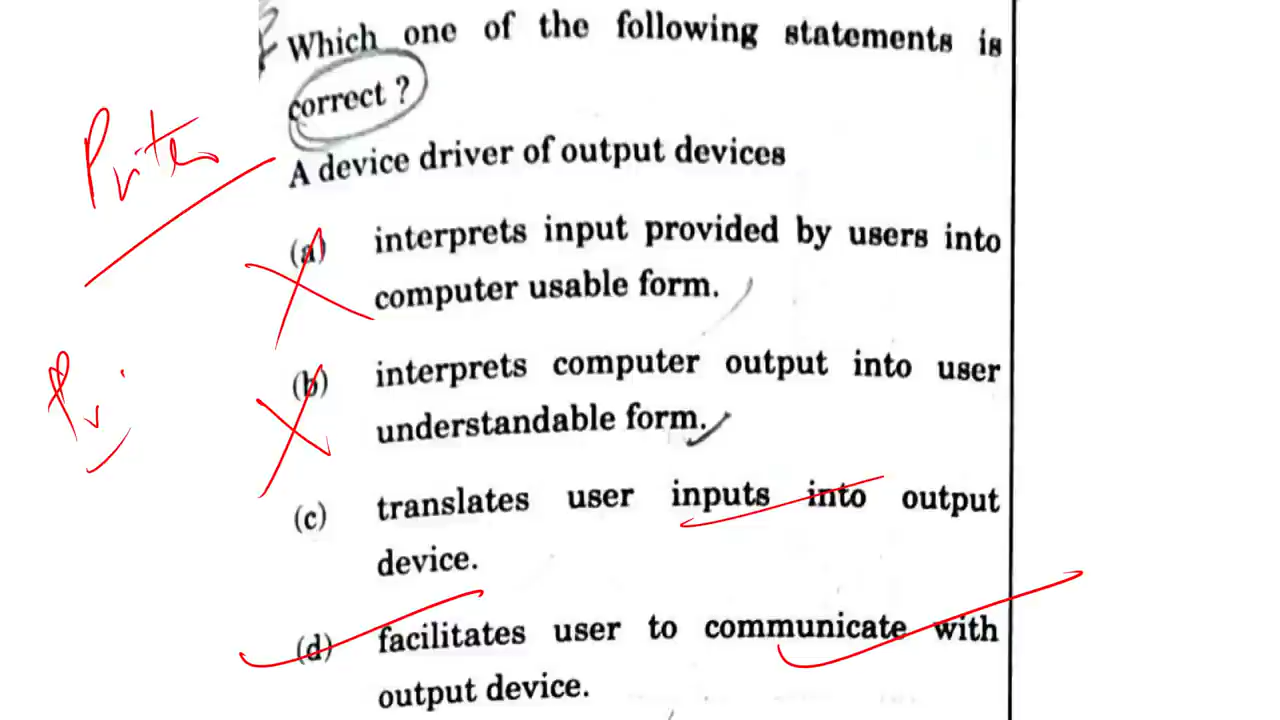 Which one of the following statements is
correct ?
A device driver of output devices
(a) interprets input provided by users into
computer usable form.
(b) interprets computer output into user
understandable form.
(c) translates user inputs into output
device.
(d) facilitates user to communicate with
output device.